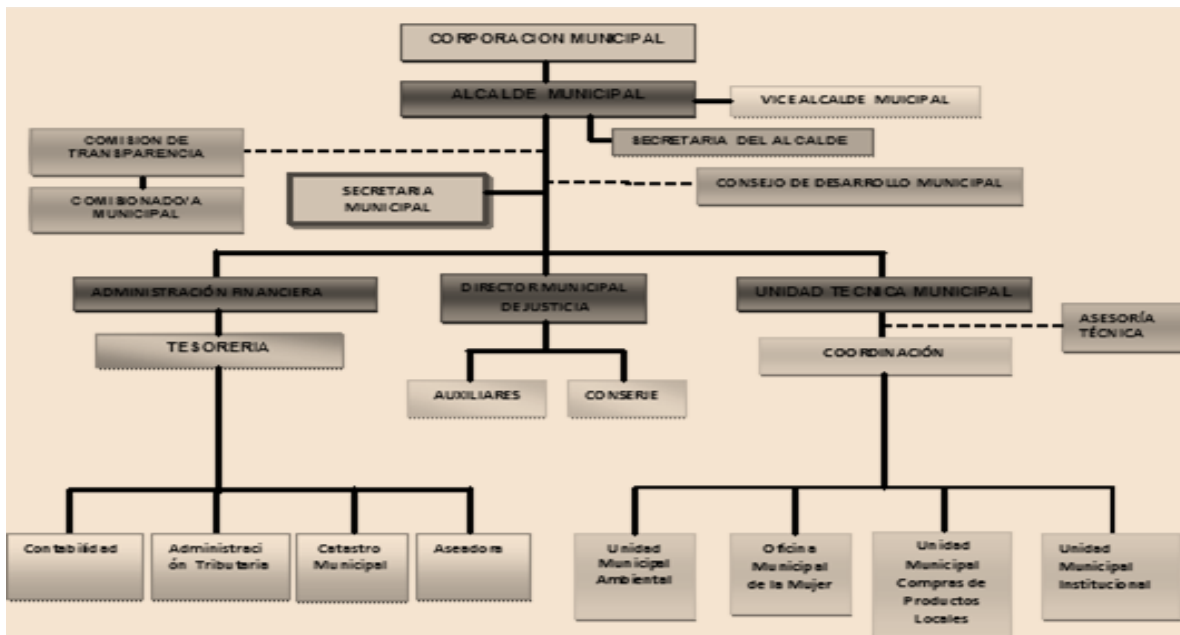 CORPORACION MUNICIPAL
ALCALDE MUNICIPAL
VICE ALCALDE MUICIPAL
SECRETARIA DEL ALCALDE
COMISION DE
TRANSPARENCIA
COMISIONADO/A
MUNICIPAL
SECRETARIA
MUNICIPAL
CONSEJO DE DESARROLLO MUNICIPAL
ADMINISTRACIÓN FINANCIERA
DIRECTOR MUNICIPAL
DE JUSTICIA
UNIDAD TECNICA MUNICIPAL
ASESORÍA
TÉCNICA
TESORERIA
COORDINACIÓN
AUXILIARES
CONSERJE
Contabilidad
Administraci
ón Tributaria
Catastro
Municipal
Aseadora
Unidad
Municipal
Ambiental
Oficina
Municipal
de la Mujer
Unidad
Municipal
Compras de
Productos
Locales
Unidad
Municipal
Institucional